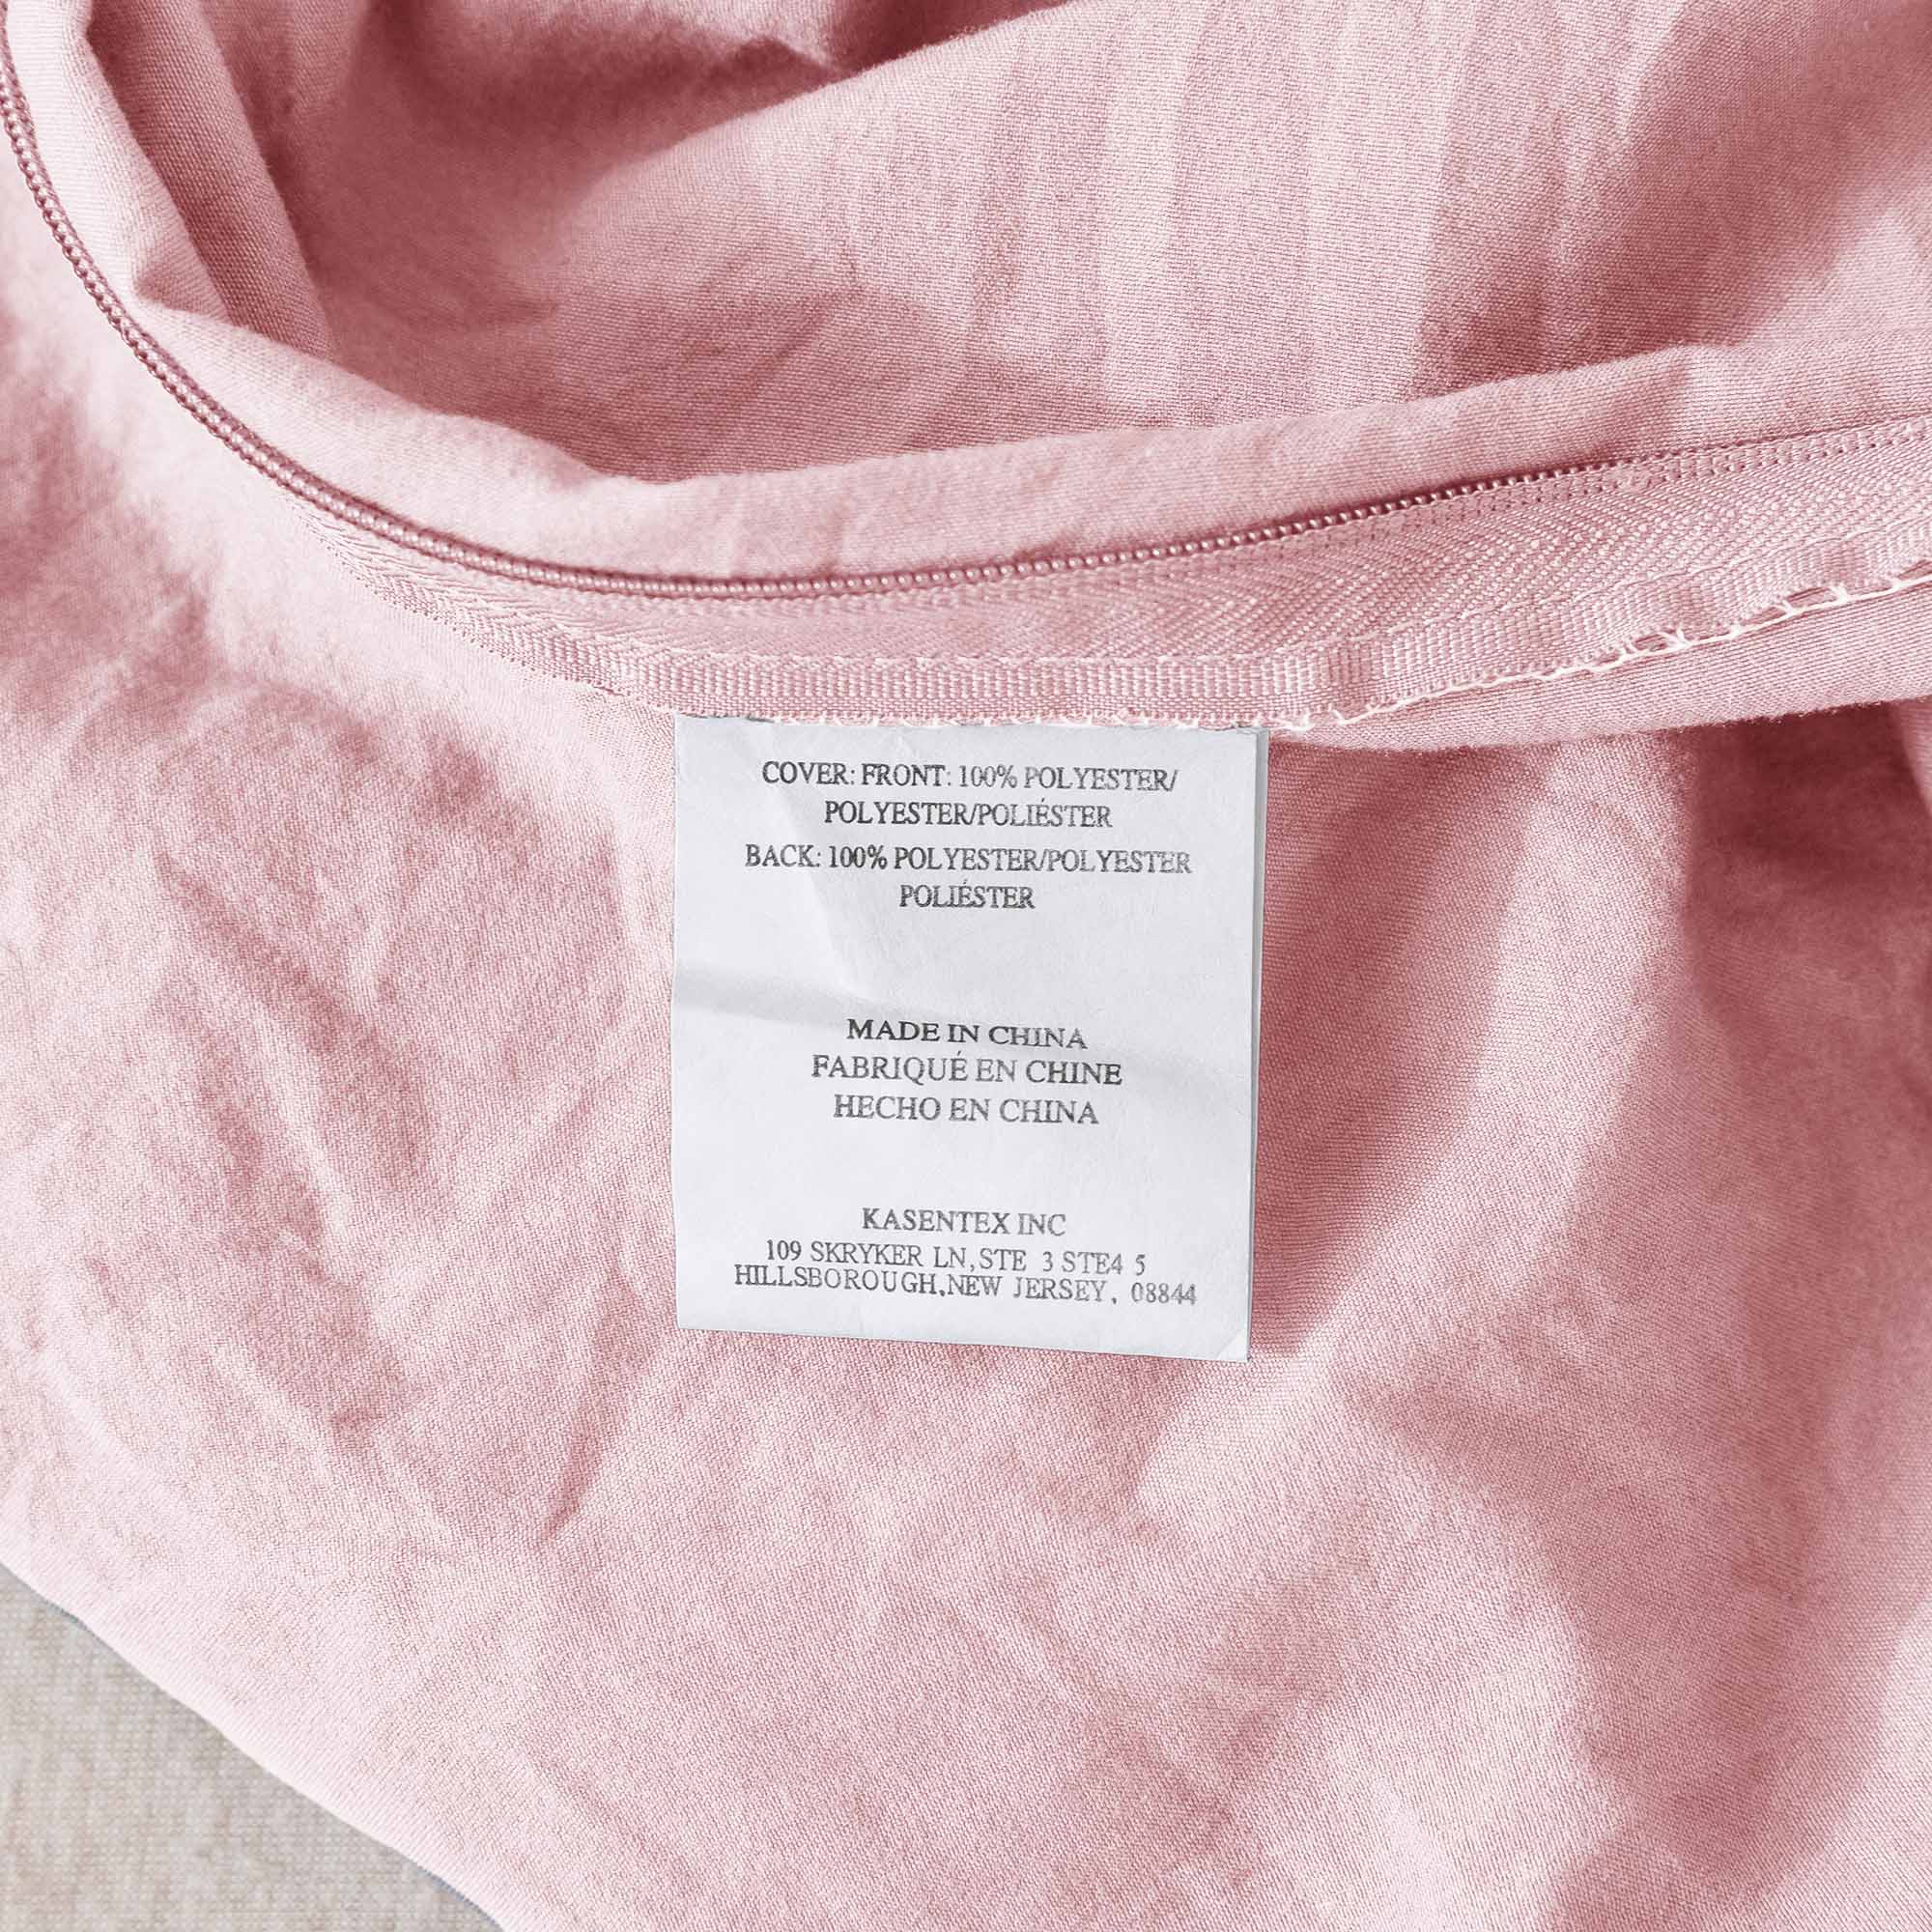 COVER: FRONT: 100% POLYESTER/
POLYESTER/POLIÉSTER
BACK: 100% POLYESTER/POLYESTER
POLIÉSTER
MADE IN CHINA
FABRIQUÉ EN CHINE
HECHO EN CHINA
KASENTEX INC
109 SKRYKER LN,STE 3 STE4 5
HILLSBOROUGH,NEW JERSEY, 08844